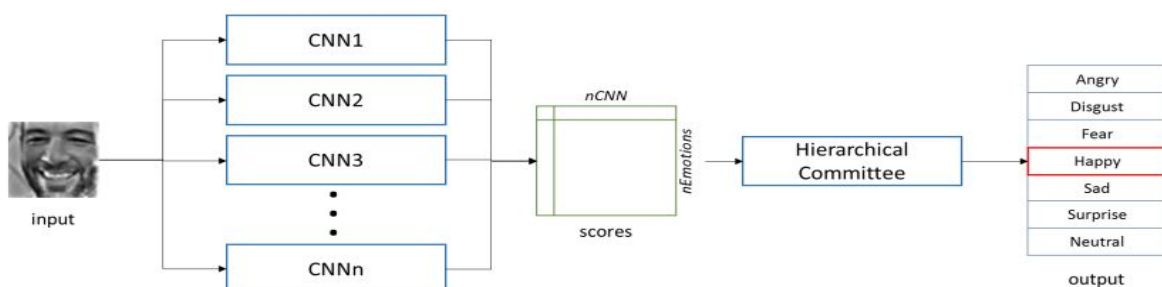 CNN1
CNN2
CNN3
CNNn
input
nCNN
nEmotions
scores
Hierarchical
Committee
Angry
Disgust
Fear
Happy
Sad
Surprise
Neutral
output